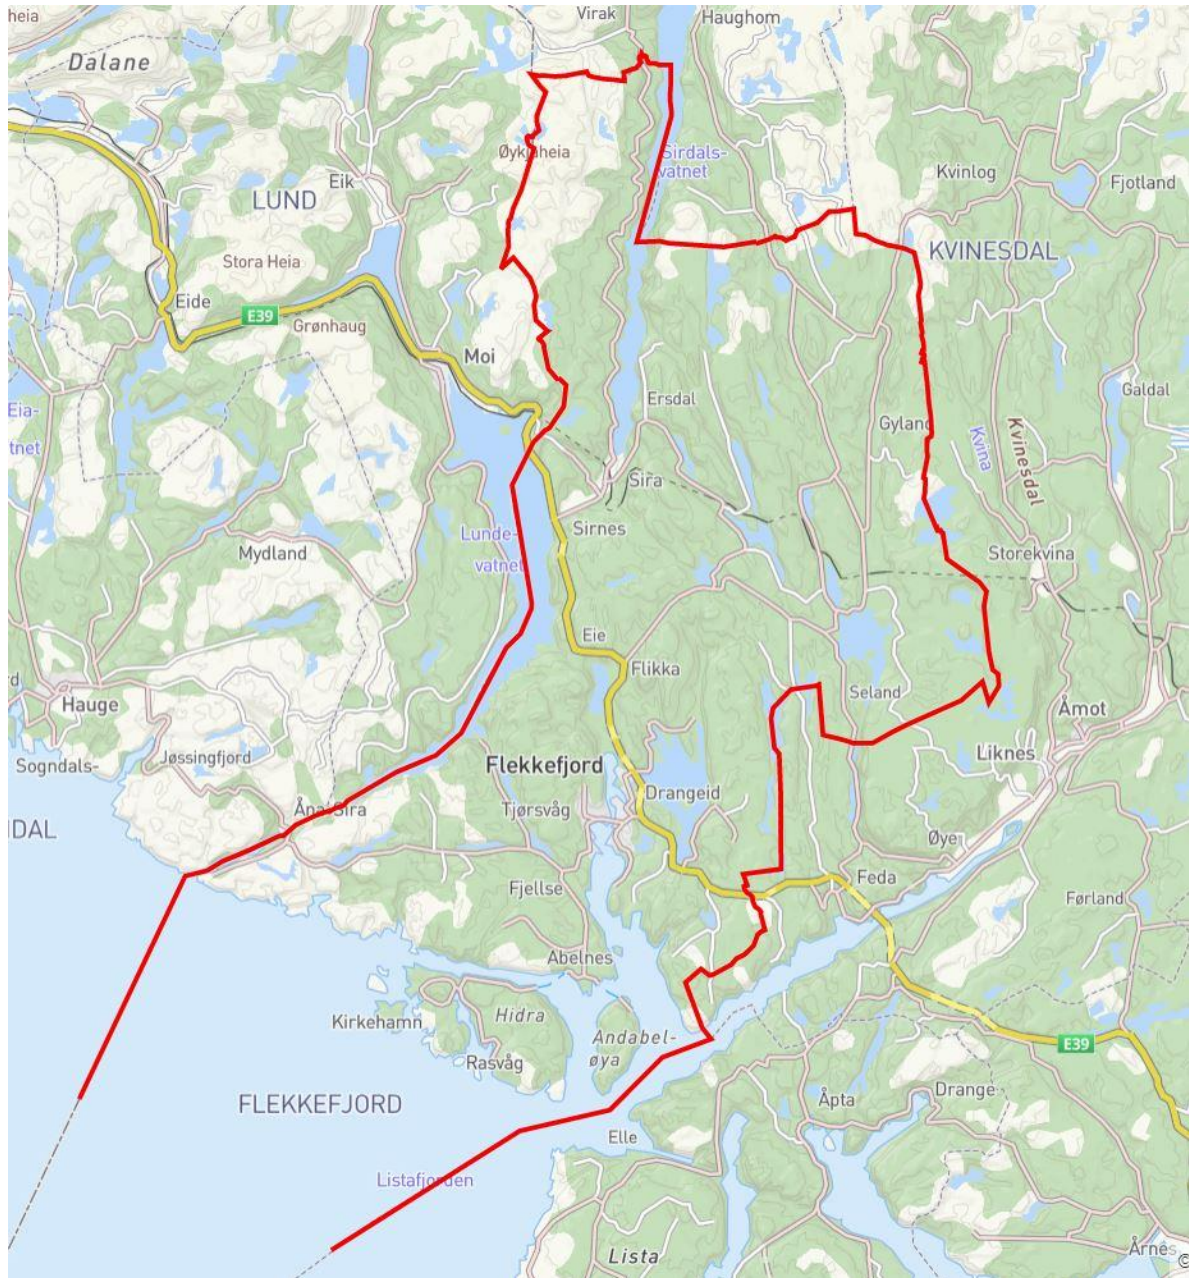 heia
Virak
Haughom
Dalane
Øykjaheia
Sirdals-
vatnet
Kvinlog
Fjotland
Eik
LUND
KVINESDAL
Stora Heia
Eide
E39
Grønhaug
Moi
Ersdal
Galdal
Eia-
tnet
Gyland
Kvina
Kvinesdal
Sira
Sirnes
Lunde-
vatnet
Mydland
Storekvina
Eie
Flikka
Seland
Hauge
Åmot
Liknes
Jøssingfjord
Sogndals-
Flekkefjord
Drangeid
Tjørsvåg
Åna-Sira
NDAL
Øye
Feda
Fjellse
Førland
Abelnes
Hidra
Kirkehamn
Andabel-
øya
Rasvåg
E39
FLEKKEFJORD
Åpta
Drange
Elle
Listafjorden
Lista
Årnes
©